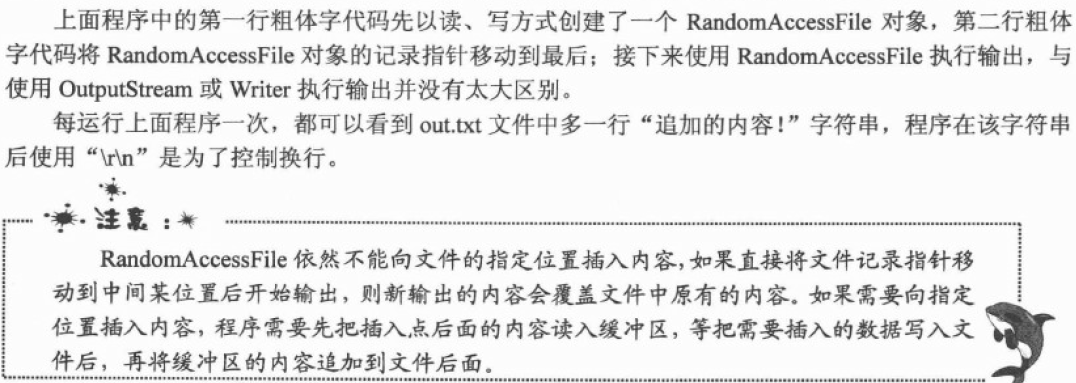 上面程序中的第一行粗体字代码先以读、写方式创建了一个 RandomAccessFile 对象，第二行粗体
字代码将 RandomAccessFile 对象的记录指针移动到最后；接下来使用 RandomAccessFile 执行输出，与
使用 OutputStream 或 Writer 执行输出并没有太大区别。
每运行上面程序一次，都可以看到 out.txt 文件中多一行“追加的内容！”字符串，程序在该字符串
后使用“\r\n”是为了控制换行。
注意：
RandomAccessFile 依然不能向文件的指定位置插入内容，如果直接将文件记录指针移
动到中间某位置后开始输出，则新输出的内容会覆盖文件中原有的内容。如果需要向指定
位置插入内容，程序需要先把插入点后面的内容读入缓冲区，等把需要插入的数据写入文
件后，再将缓冲区的内容追加到文件后面。